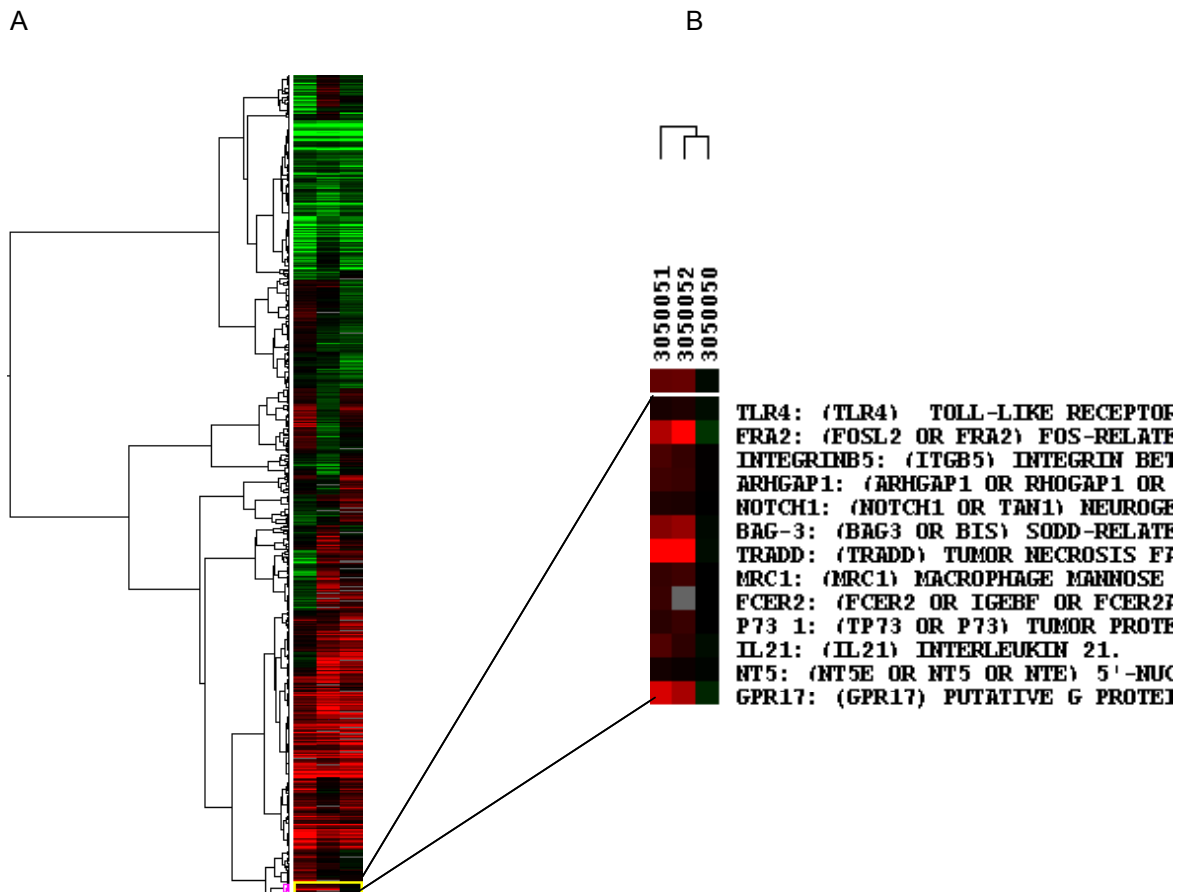 A
B
3050051
3050052
3050050
TLR4: (TLR4) TOLL-LIKE RECEPTOR
FRA2: (FOSL2 OR FRA2) FOS-RELATE
INTEGRINB5: (ITGB5) INTEGRIN BET
ARHGAP1: (ARHGAP1 OR RHOGAP1 OR
NOTCH1: (NOTCH1 OR TAN1) NEUROGE
BAG-3: (BAG3 OR BIS) SODD-RELATE
TRADD: (TRADD) TUMOR NECROSIS FA
MRC1: (MRC1) MACROPHAGE MANNOSE
FCER2: (FCER2 OR IGEBF OR FCER2A
P73 1: (TP73 OR P73) TUMOR PROTE
IL21: (IL21) INTERLEUKIN 21.
NT5: (NT5E OR NT5 OR NTE) 5'-NUC
GPR17: (GPR17) PUTATIVE G PROTEI